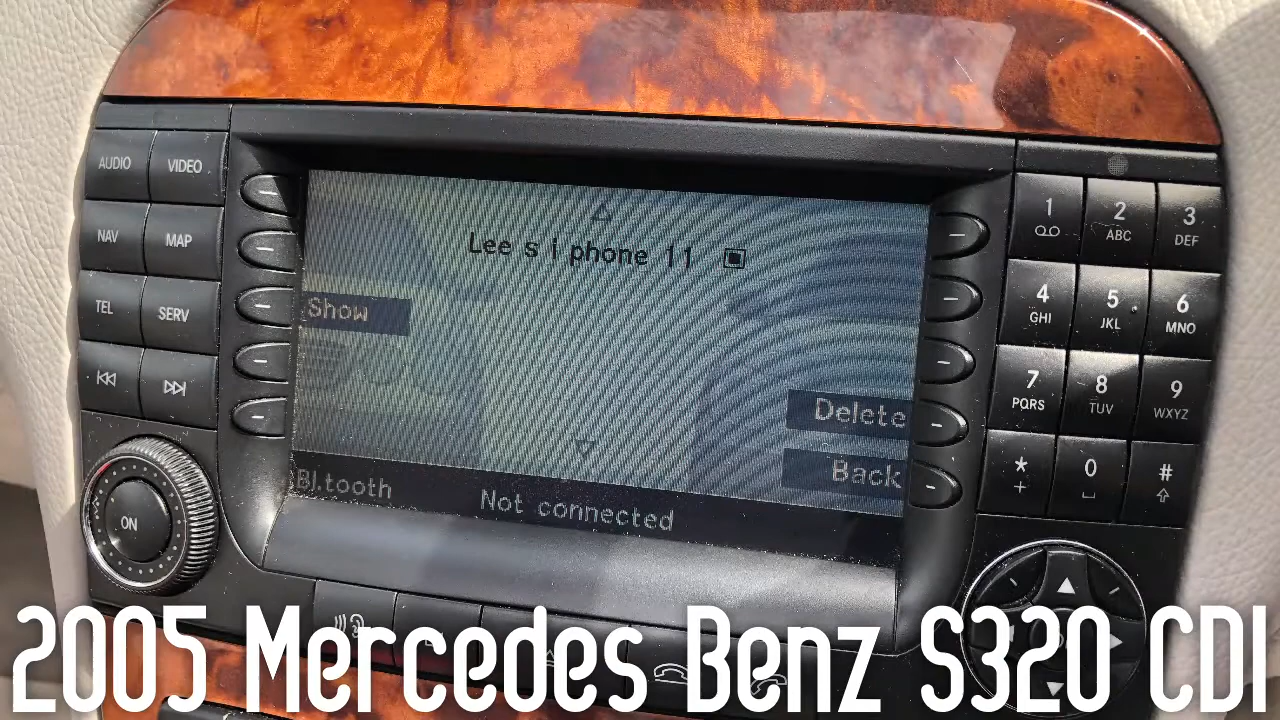 AUDIO VIDEO
NAV MAP
TEL SERV
ON
Lee s i phone 11
Show
Delete
Back
BJ.tooth
Not connected
1
2 ABC
3 DEF
4 GHI
5 JKL
6 MNO
7 PQRS
8 TUV
9 WXYZ
* +
0
#
2005 Mercedes Benz S320 CDI